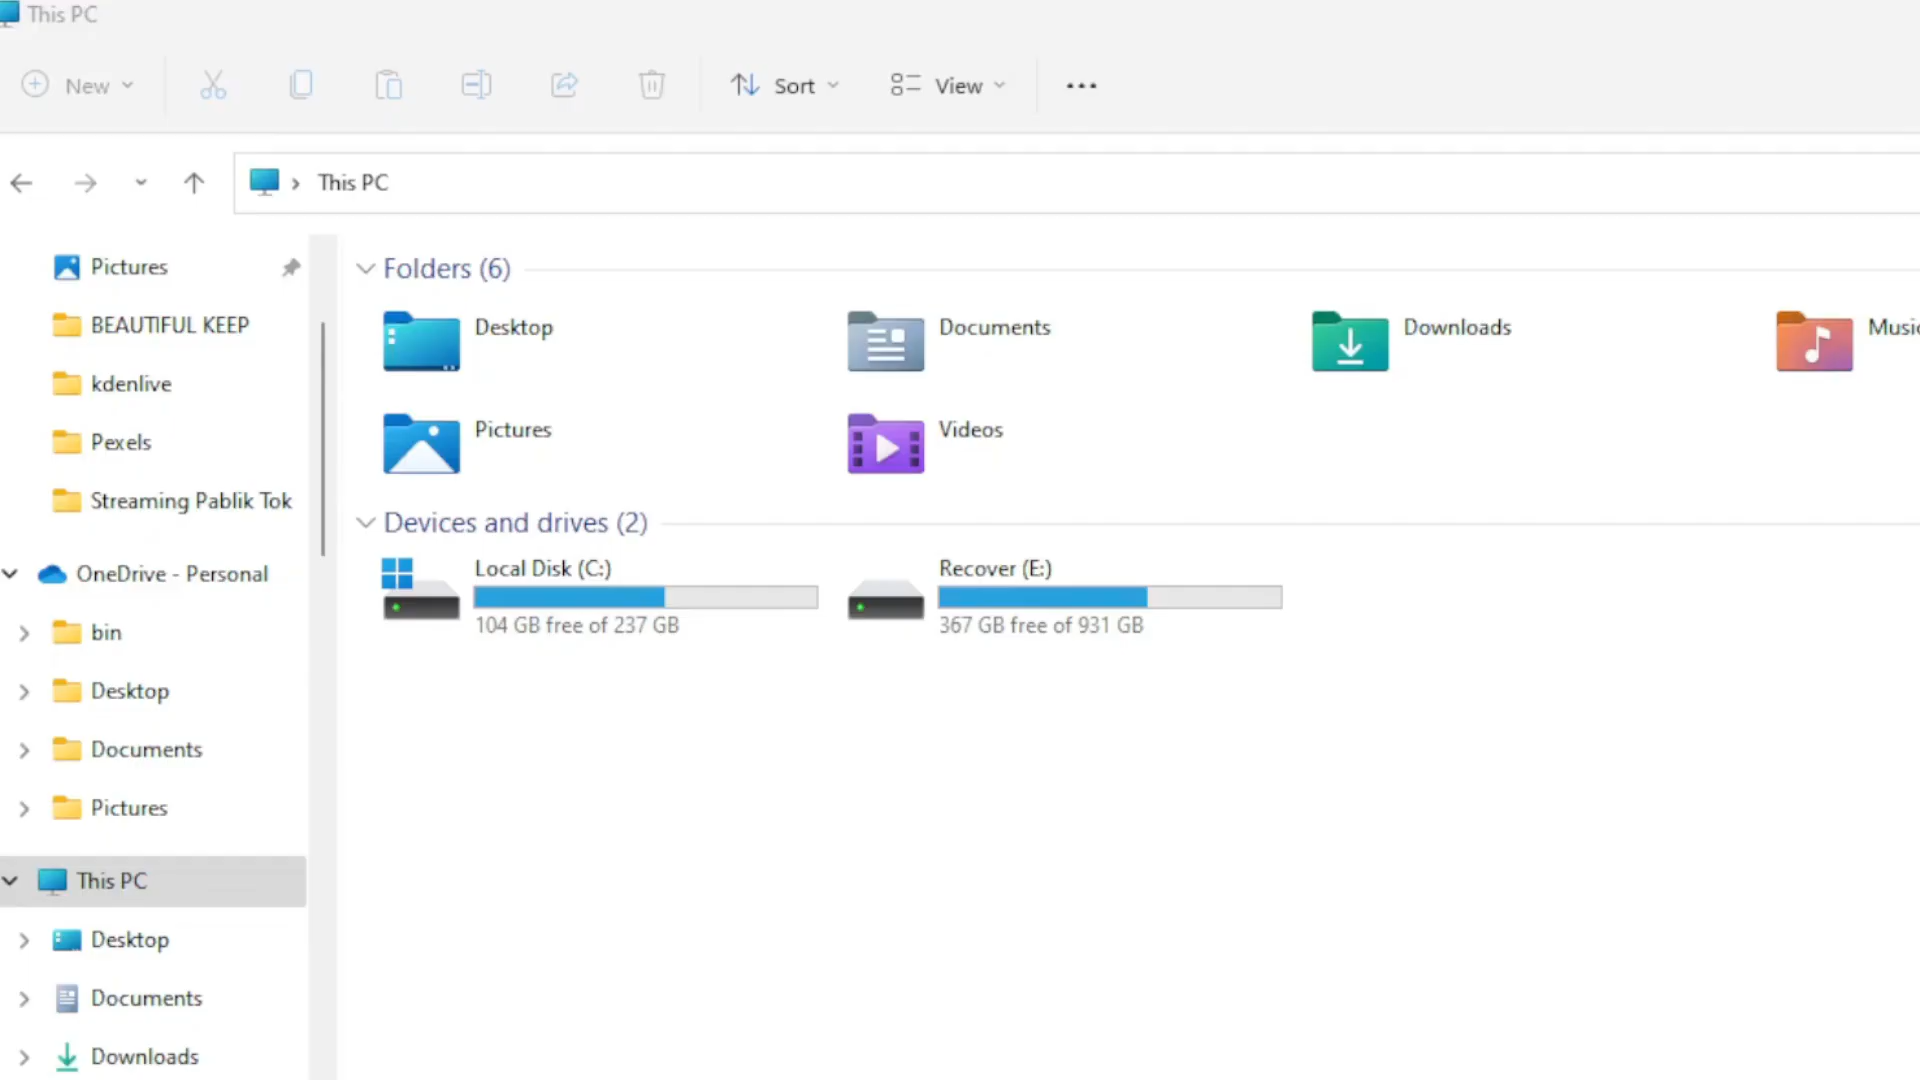 This PC
New
Sort
View
This PC
Pictures
BEAUTIFUL KEEP
kdenlive
Pexels
Streaming Pablik Tok
OneDrive - Personal
bin
Desktop
Documents
Pictures
This PC
Desktop
Documents
Downloads
Folders (6)
Desktop
Documents
Downloads
Music
Pictures
Videos
Devices and drives (2)
Local Disk (C:)
104 GB free of 237 GB
Recover (E:)
367 GB free of 931 GB